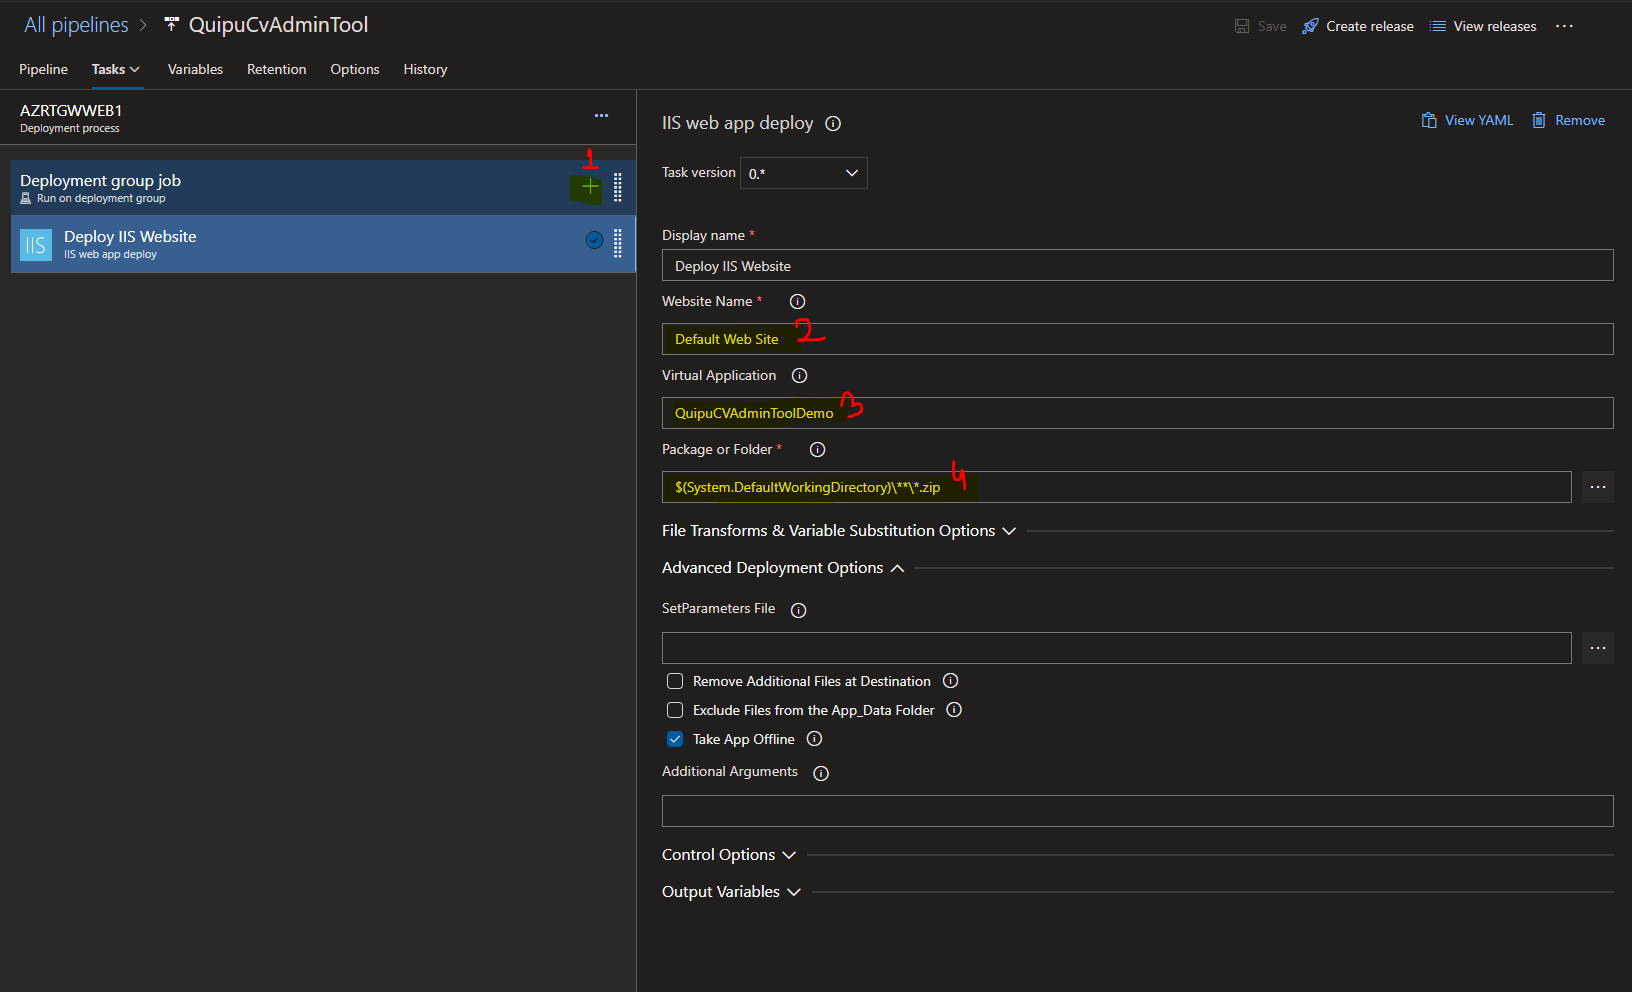 All pipelines > QuipuCvAdminTool
Save Create release View releases ...
Pipeline Tasks Variables Retention Options History
AZRTGWWEB1 ...
Deployment process
1
Deployment group job +
Run on deployment group
IIS Deploy IIS Website
IIS web app deploy
IIS web app deploy
View YAML Remove
Task version 0.*
Display name *
Deploy IIS Website
Website Name *
Default Web Site 2
Virtual Application
QuipuCVAdminToolDemo 3
Package or Folder *
$(System.DefaultWorkingDirectory)\**\*.zip 4 ...
File Transforms & Variable Substitution Options
Advanced Deployment Options
SetParameters File
...
Remove Additional Files at Destination
Exclude Files from the App_Data Folder
Take App Offline
Additional Arguments
Control Options
Output Variables